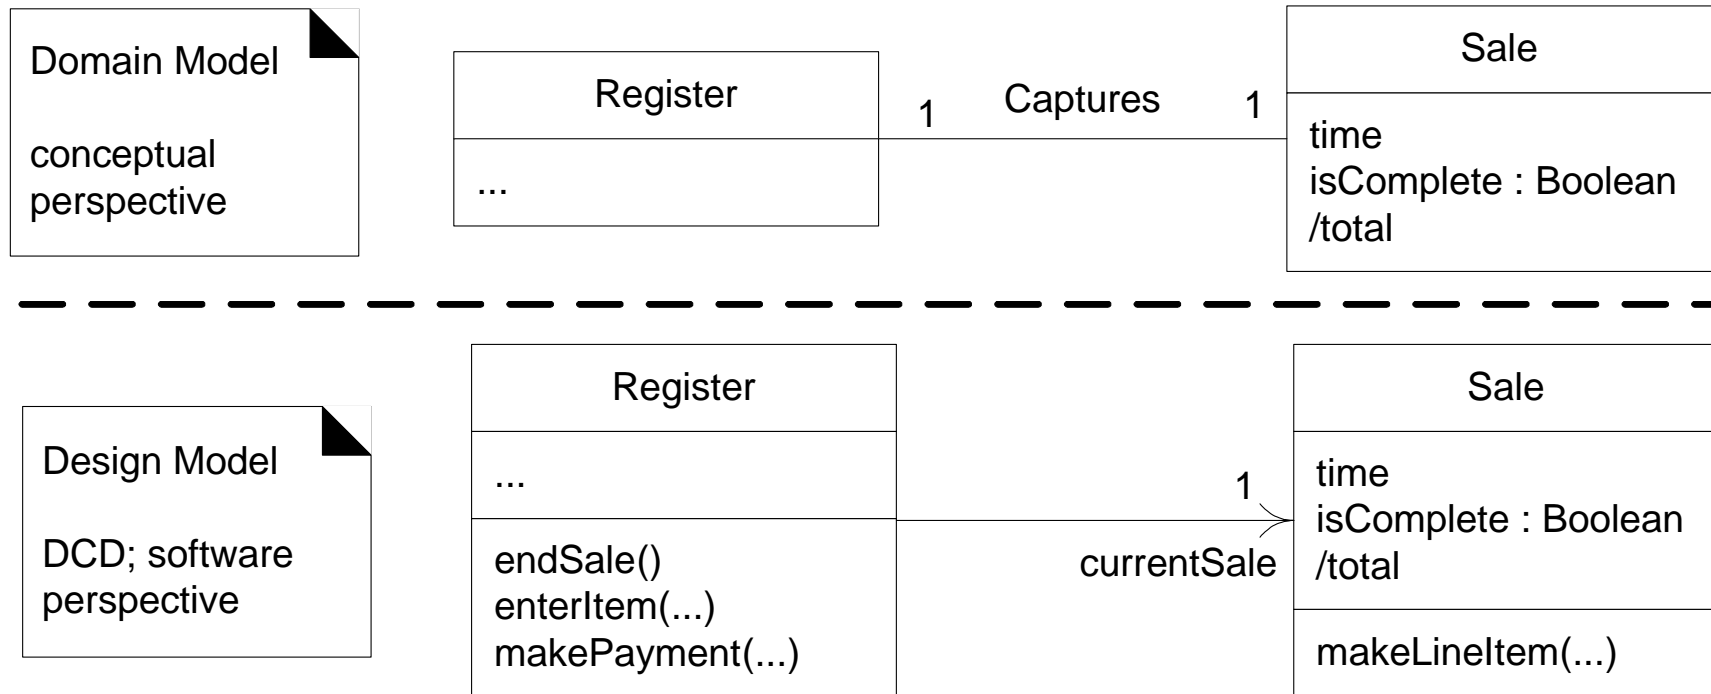 Domain Model
conceptual
perspective
Register
...
1
Captures
1
Sale
time
isComplete : Boolean
/total
Design Model
DCD; software
perspective
Register
...
endSale()
enterItem(...)
makePayment(...)
1
currentSale
Sale
time
isComplete : Boolean
/total
makeLineItem(...)